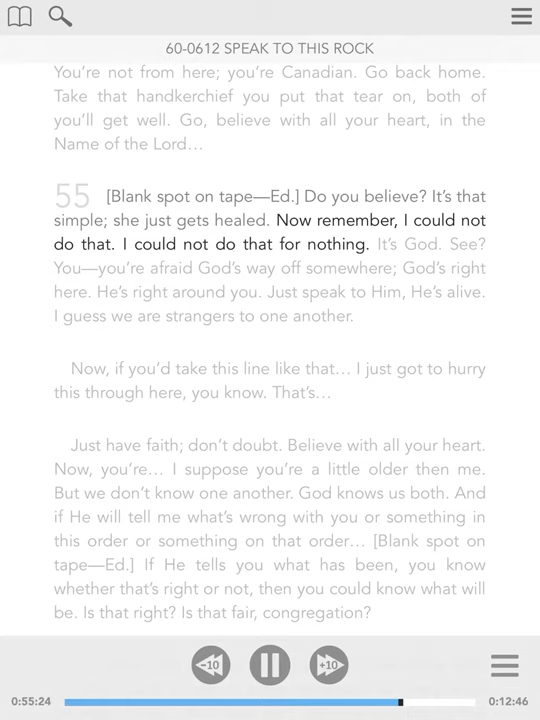 60-0612 SPEAK TO THIS ROCK
You’re not from here; you’re Canadian. Go back home.
Take that handkerchief you put that tear on, both of
you’ll get well. Go, believe with all your heart, in the
Name of the Lord…
55 [Blank spot on tape—Ed.] Do you believe? It’s that
simple; she just gets healed. Now remember, I could not
do that. I could not do that for nothing. It’s God. See?
You—you’re afraid God’s way off somewhere; God’s right
here. He’s right around you. Just speak to Him, He’s alive.
I guess we are strangers to one another.
Now, if you’d take this line like that… I just got to hurry
this through here, you know. That’s…
Just have faith; don’t doubt. Believe with all your heart.
Now, you’re… I suppose you’re a little older then me.
But we don’t know one another. God knows us both. And
if He will tell me what’s wrong with you or something in
this order or something on that order… [Blank spot on
tape—Ed.] If He tells you what has been, you know
whether that’s right or not, then you could know what will
be. Is that right? Is that fair, congregation?
-10 +10
0:55:24 0:12:46